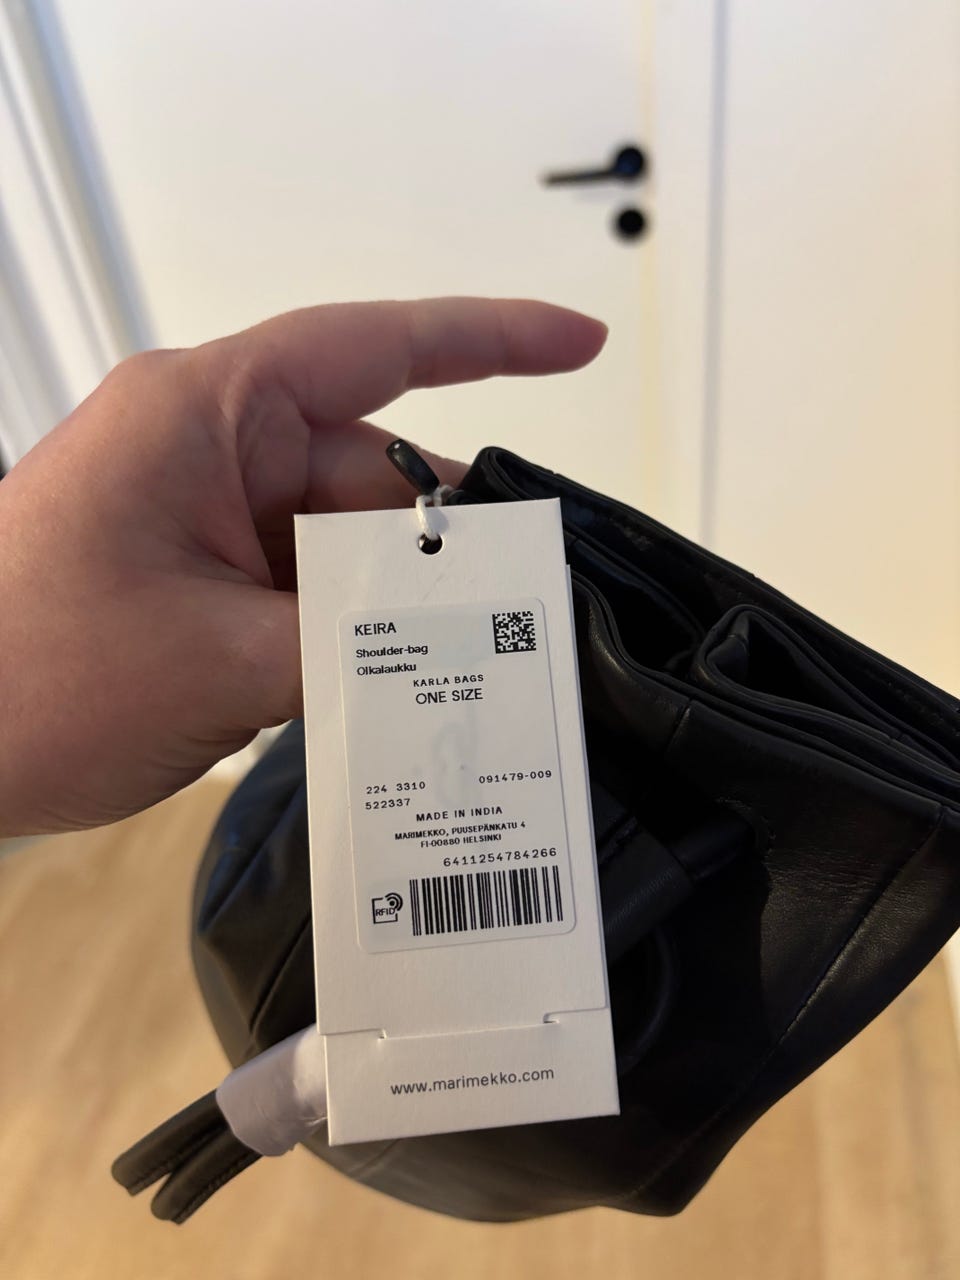 KEIRA
Shoulder-bag
Olkalaukku
KARLA BAGS
ONE SIZE
224 3310 091479-009
522337
MADE IN INDIA
MARIMEKKO, PUUSEPÄNKATU 4
FI-00880 HELSINKI
6411254784266
RFID
www.marimekko.com